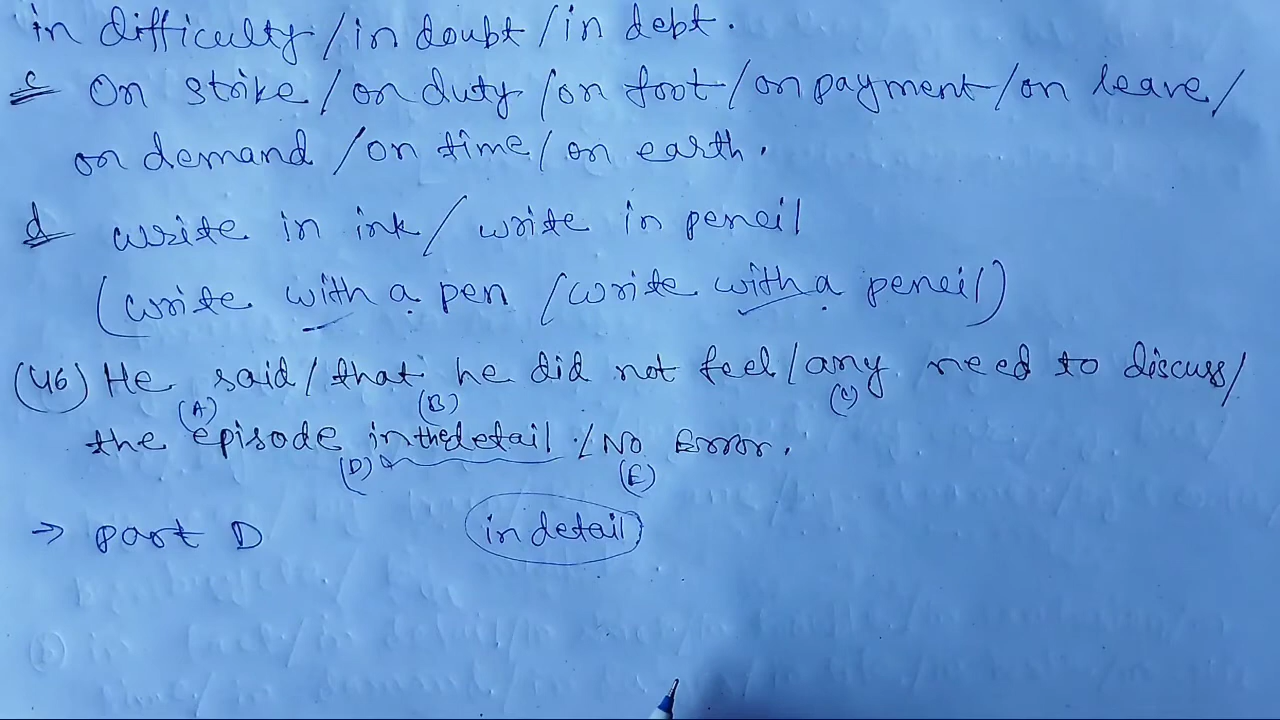 in difficulty/in doubt/in debt.
c On strike/on duty/on foot/on payment/on leave/
on demand/on time/on earth.
d write in ink/write in pencil
(write with a pen/write with a pencil)
(46) He said/that he did not feel/any need to discuss/
(A) (B) (C)
the episode in the detail./No Error.
(D) (E)
→ part D in detail